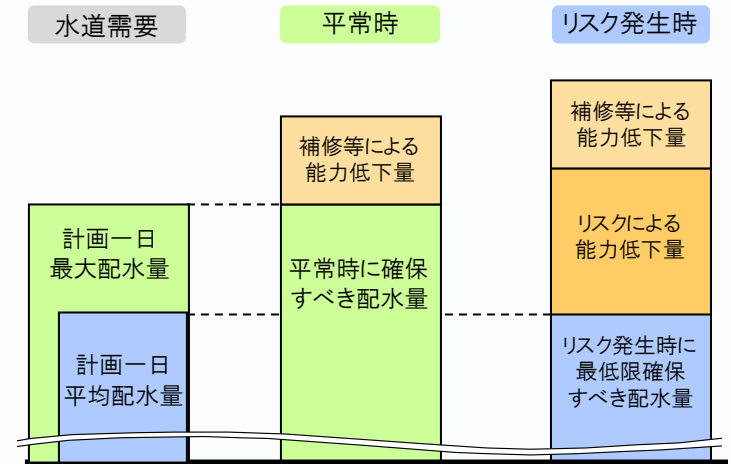 水道需要
平常時
リスク発生時
計画一日
最大配水量
計画一日
平均配水量
補修等による
能力低下量
平常時に確保
すべき配水量
補修等による
能力低下量
リスクによる
能力低下量
リスク発生時に
最低限確保
すべき配水量